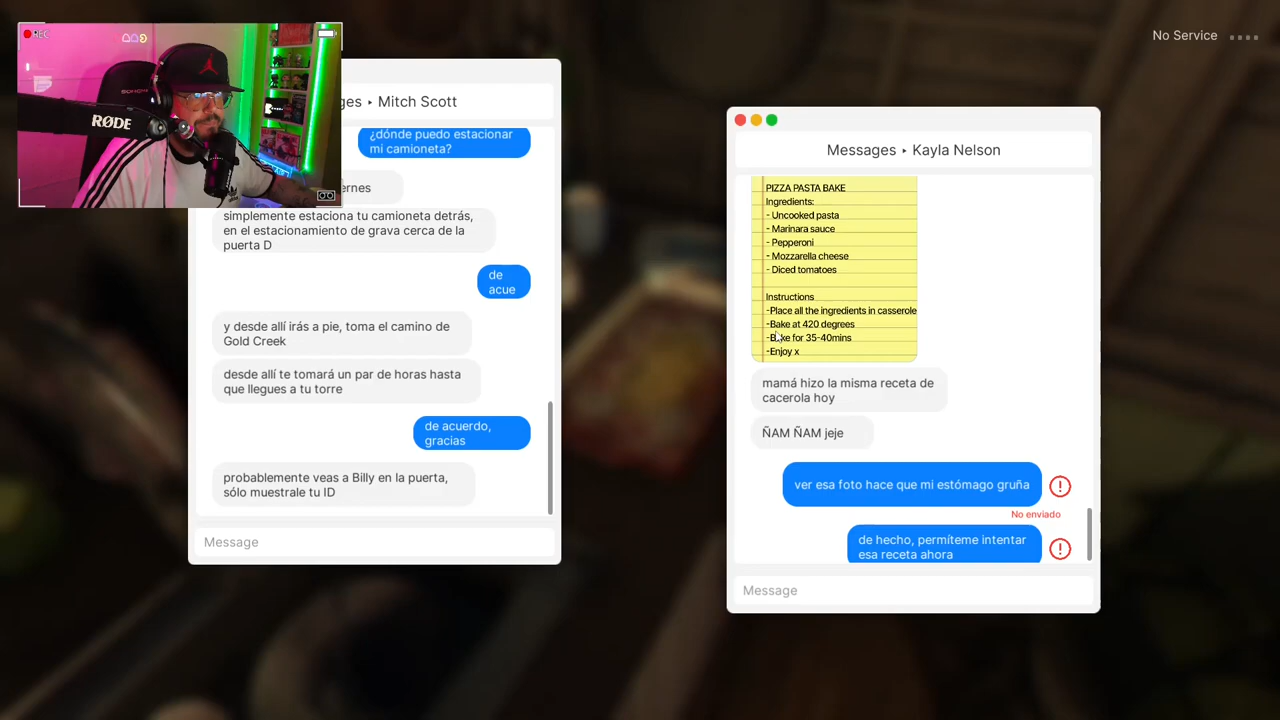 REC
RØDE
No Service
ges ▸ Mitch Scott
¿dónde puedo estacionar
mi camioneta?
ernes
simplemente estaciona tu camioneta detrás,
en el estacionamiento de grava cerca de la
puerta D
de
acue
y desde allí irás a pie, toma el camino de
Gold Creek
desde allí te tomará un par de horas hasta
que llegues a tu torre
de acuerdo,
gracias
probablemente veas a Billy en la puerta,
sólo muestrale tu ID
Message
Messages ▸ Kayla Nelson
PIZZA PASTA BAKE
Ingredients:
- Uncooked pasta
- Marinara sauce
- Pepperoni
- Mozzarella cheese
- Diced tomatoes
Instructions
-Place all the ingredients in casserole
-Bake at 420 degrees
-Bake for 35-40mins
-Enjoy x
mamá hizo la misma receta de
cacerola hoy
ÑAM ÑAM jeje
ver esa foto hace que mi estómago gruña
No enviado
de hecho, permíteme intentar
esa receta ahora
Message